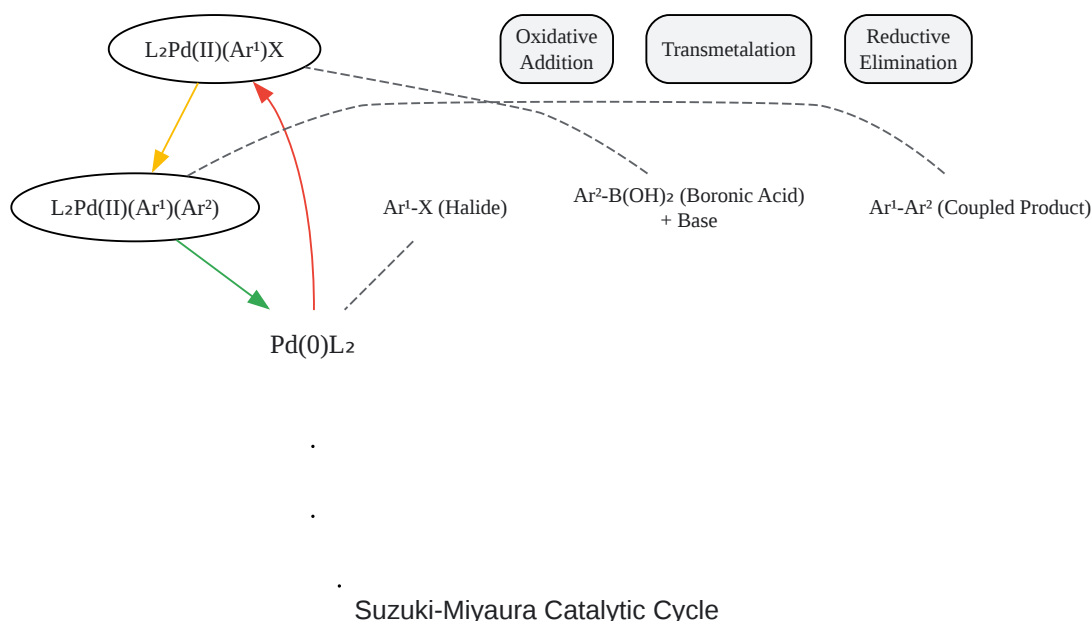 L₂Pd(II)(Ar¹)X
Oxidative
Addition
Transmetalation
Reductive
Elimination
L₂Pd(II)(Ar¹)(Ar²)
Ar¹-X (Halide)
Ar²-B(OH)₂ (Boronic Acid)
+ Base
Ar¹-Ar² (Coupled Product)
Pd(0)L₂
.
.
.
Suzuki-Miyaura Catalytic Cycle